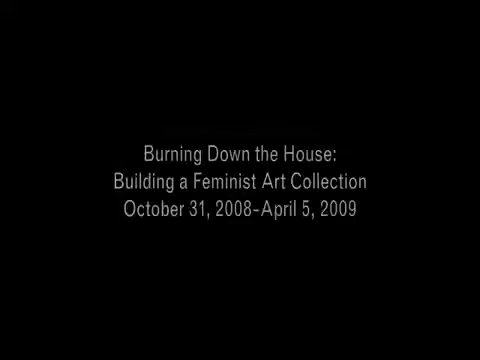 Burning Down the House:
Building a Feminist Art Collection
October 31, 2008-April 5, 2009